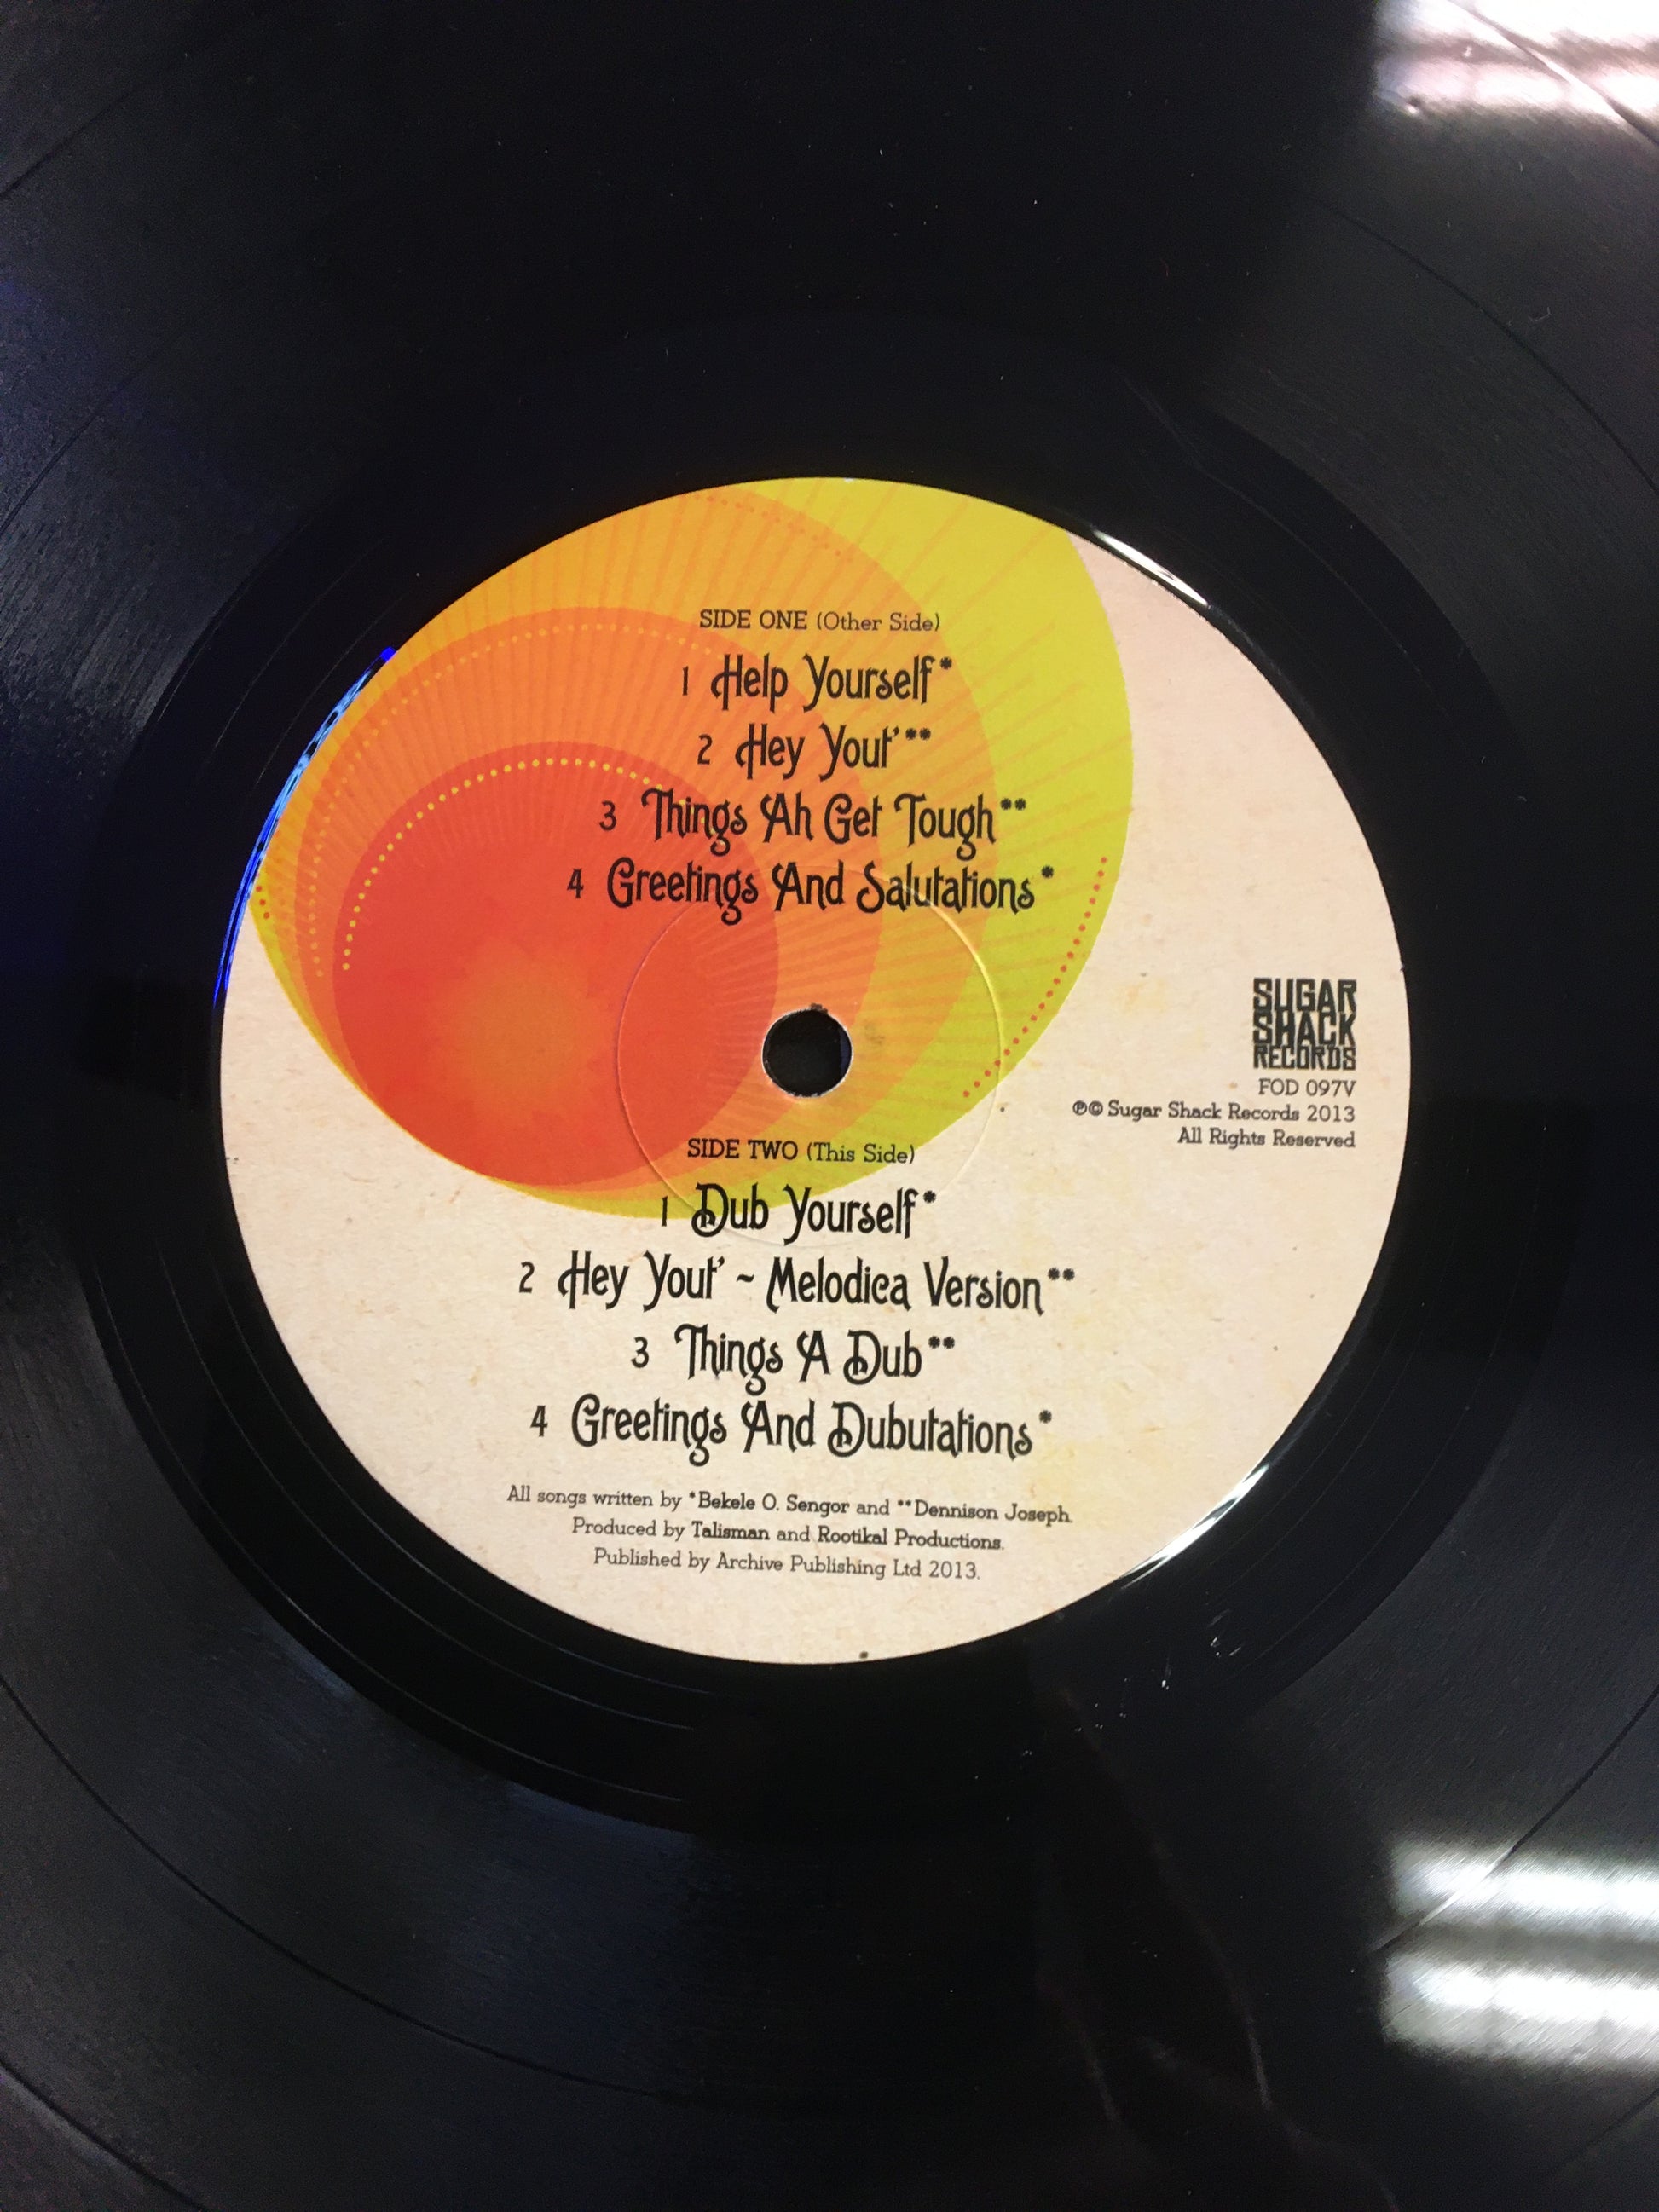 SIDE ONE (Other Side)
1 Help Yourself*
2 Hey Yout'**
3 Things Ah Get Tough**
4 Greetings And Salutations*
SUGAR
SHACK
RECORDS
FOD 097V
℗© Sugar Shack Records 2013
All Rights Reserved
SIDE TWO (This Side)
1 Dub Yourself*
2 Hey Yout' ~ Melodica Version**
3 Things A Dub**
4 Greetings And Dubutations*
All songs written by *Bekele O. Sengor and **Dennison Joseph.
Produced by Talisman and Rootikal Productions.
Published by Archive Publishing Ltd 2013.